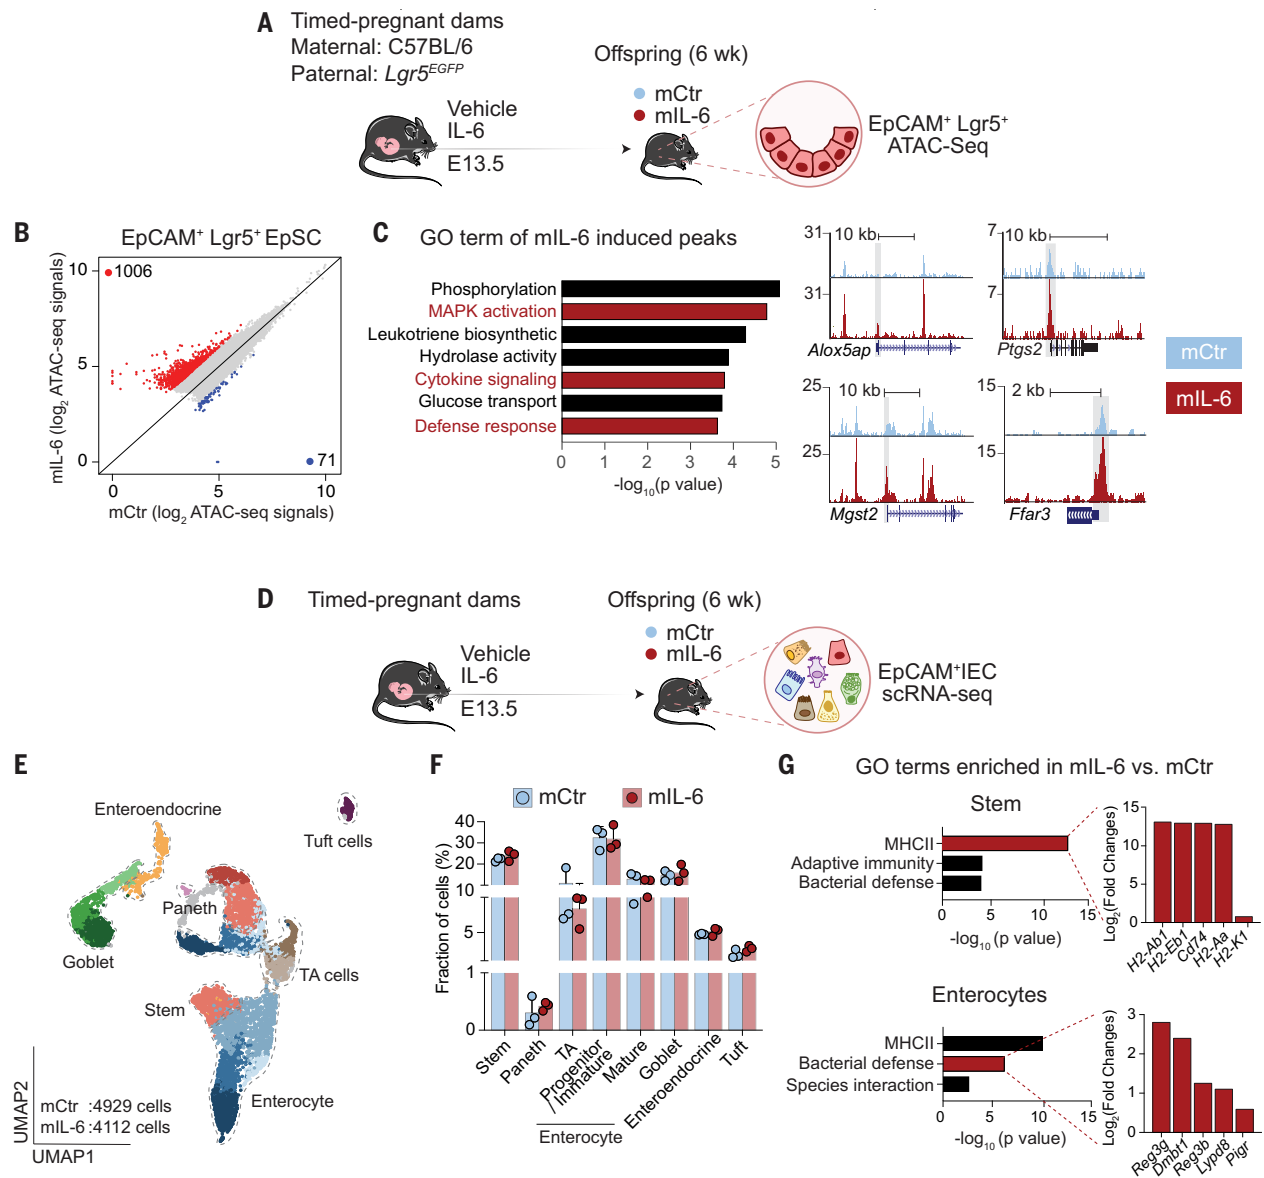 A
Timed-pregnant dams
Maternal: C57BL/6
Paternal: Lgr5EGFP
Vehicle
IL-6
E13.5
Offspring (6 wk)
mCtr
mIL-6
EpCAM+ Lgr5+
ATAC-Seq
B
EpCAM+ Lgr5+ EpSC
mIL-6 (log2 ATAC-seq signals)
10
5
0
1006
71
0
5
10
mCtr (log2 ATAC-seq signals)
C
GO term of mIL-6 induced peaks
Phosphorylation
MAPK activation
Leukotriene biosynthetic
Hydrolase activity
Cytokine signaling
Glucose transport
Defense response
0 1 2 3 4 5
-log10(p value)
31
10 kb
31
Alox5ap
7
10 kb
7
Ptgs2
25
10 kb
25
Mgst2
15
2 kb
15
Ffar3
mCtr
mIL-6
D
Timed-pregnant dams
Vehicle
IL-6
E13.5
Offspring (6 wk)
mCtr
mIL-6
EpCAM+IEC
scRNA-seq
E
Enteroendocrine
Tuft cells
Paneth
Goblet
TA cells
Stem
Enterocyte
mCtr :4929 cells
mIL-6 :4112 cells
UMAP2
UMAP1
F
mCtr
mIL-6
Fraction of cells (%)
40
30
20
10
5
1
0
Stem
Paneth
TA
Progenitor
/ Immature
Mature
Goblet
Enteroendocrine
Tuft
Enterocyte
G
GO terms enriched in mIL-6 vs. mCtr
Stem
MHCII
Adaptive immunity
Bacterial defense
0 5 10 15
-log10 (p value)
Log2(Fold Changes)
15
10
5
0
H2-Ab1
H2-Eb1
Cd74
H2-Aa
H2-K1
Enterocytes
MHCII
Bacterial defense
Species interaction
0 5 10 15
-log10 (p value)
Log2(Fold Changes)
3
2
1
0
Reg3g
Dmbt1
Reg3b
Lypd8
Pigr